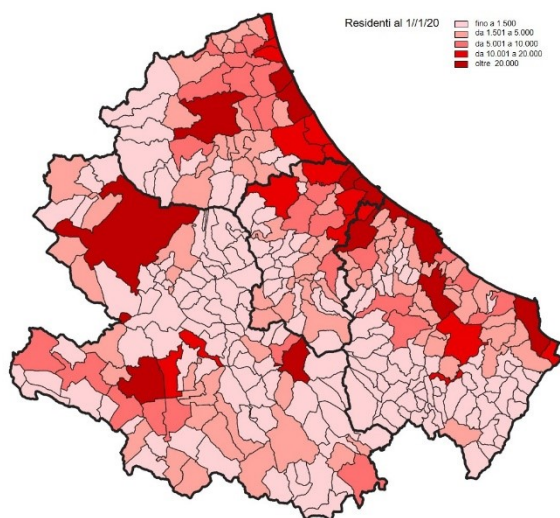 Residenti al 1//1/20
fino a 1.500
da 1.501 a 5.000
da 5.001 a 10.000
da 10.001 a 20.000
oltre 20.000